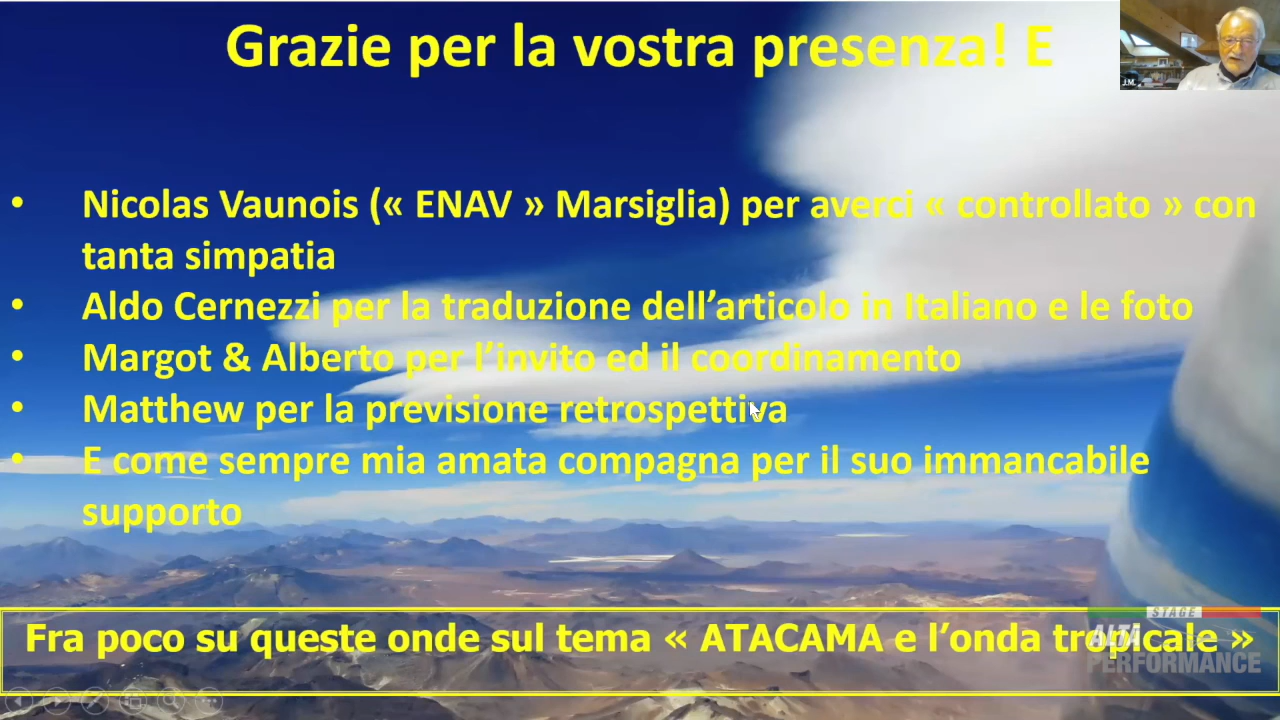 Grazie per la vostra presenza! E
J.M.
• Nicolas Vaunois (« ENAV » Marsiglia) per averci « controllato » con
tanta simpatia
• Aldo Cernezzi per la traduzione dell’articolo in Italiano e le foto
• Margot & Alberto per l’invito ed il coordinamento
• Matthew per la previsione retrospettiva
• E come sempre mia amata compagna per il suo immancabile
supporto
Fra poco su queste onde sul tema « ATACAMA e l’onda tropicale »
STAGE
ALTA
PERFORMANCE